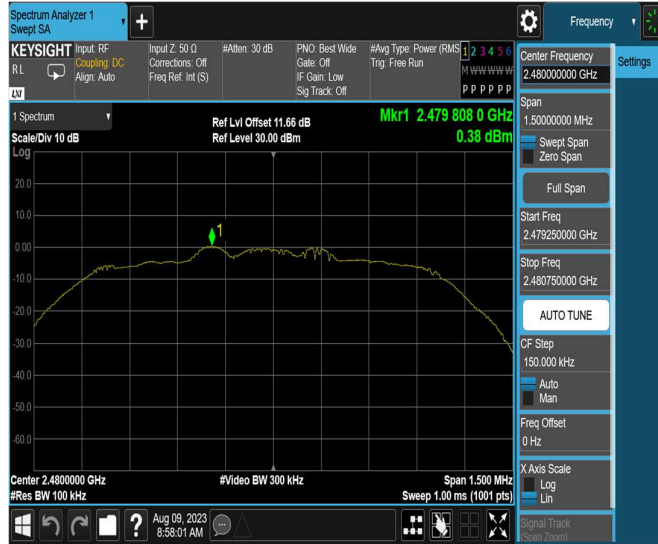 Spectrum Analyzer 1
Swept SA
Frequency
KEYSIGHT
RL
LXI
Input: RF
Coupling: DC
Align: Auto
Input Z: 50 Ω
Corrections: Off
Freq Ref: Int (S)
#Atten: 30 dB
PNO: Best Wide
Gate: Off
IF Gain: Low
Sig Track: Off
#Avg Type: Power (RMS
Trig: Free Run
1 2 3 4 5 6
M W W W W W
P P P P P P
Center Frequency
2.480000000 GHz
Settings
Span
1.50000000 MHz
Swept Span
Zero Span
Full Span
Start Freq
2.479250000 GHz
Stop Freq
2.480750000 GHz
AUTO TUNE
CF Step
150.000 kHz
Auto
Man
Freq Offset
0 Hz
X Axis Scale
Log
Lin
Signal Track
(Span Zoom)
1 Spectrum
Scale/Div 10 dB
Ref Lvl Offset 11.66 dB
Ref Level 30.00 dBm
Mkr1 2.479 808 0 GHz
0.38 dBm
Log
20.0
10.0
0.00
-10.0
-20.0
-30.0
-40.0
-50.0
-60.0
1
Center 2.4800000 GHz
#Res BW 100 kHz
#Video BW 300 kHz
Span 1.500 MHz
Sweep 1.00 ms (1001 pts)
?
Aug 09, 2023
8:58:01 AM